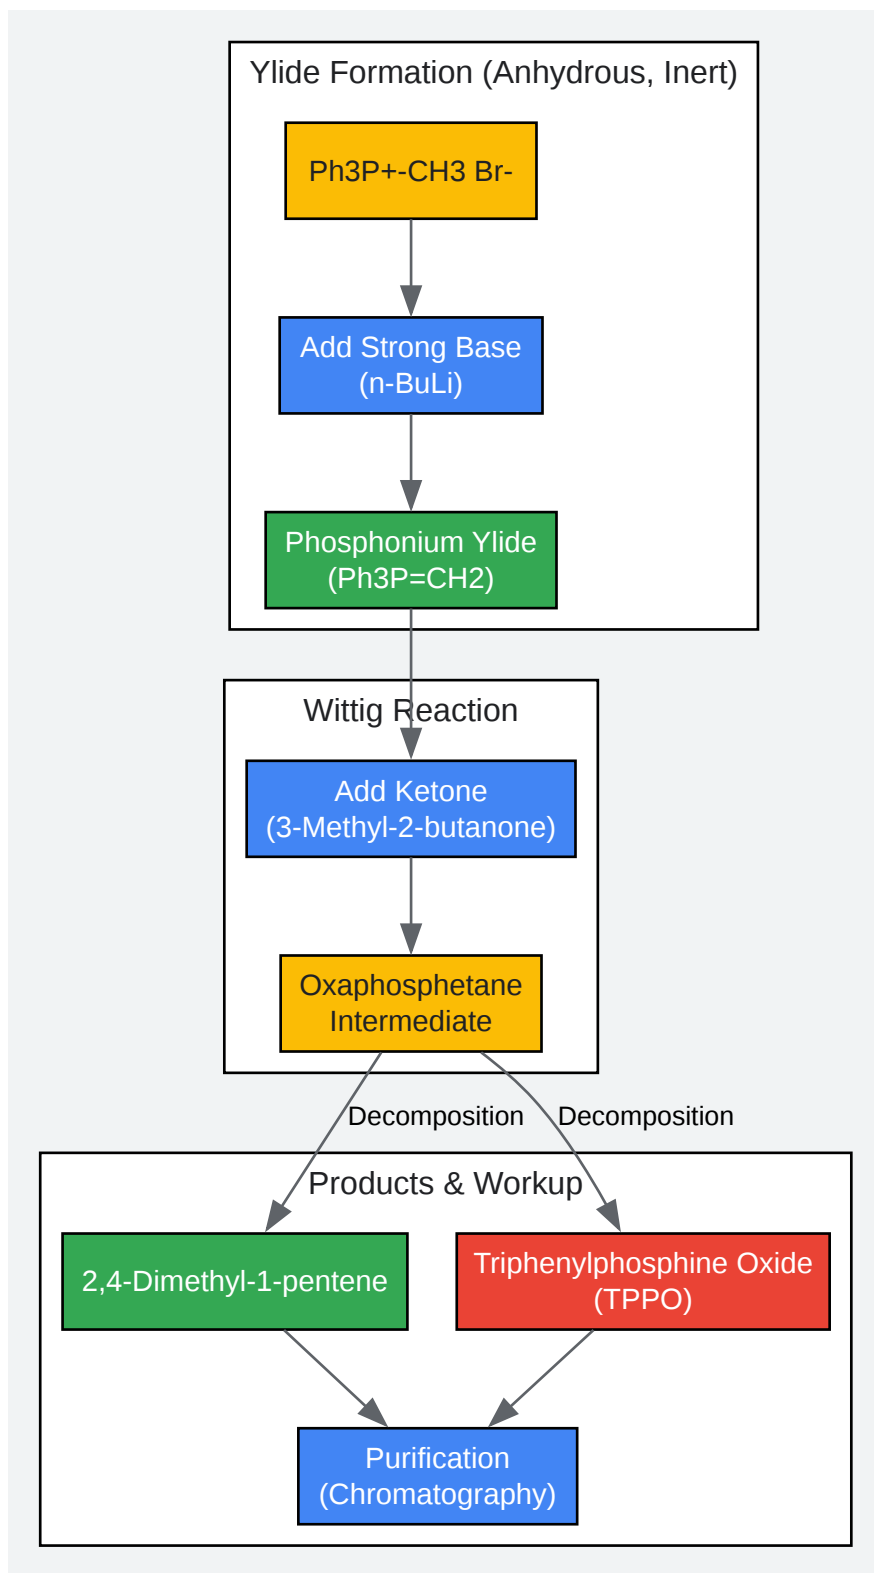 Ylide Formation (Anhydrous, Inert)
Ph3P+-CH3 Br-
Add Strong Base
(n-BuLi)
Phosphonium Ylide
(Ph3P=CH2)
Wittig Reaction
Add Ketone
(3-Methyl-2-butanone)
Oxaphosphetane
Intermediate
Decomposition
Decomposition
Products & Workup
2,4-Dimethyl-1-pentene
Triphenylphosphine Oxide
(TPPO)
Purification
(Chromatography)